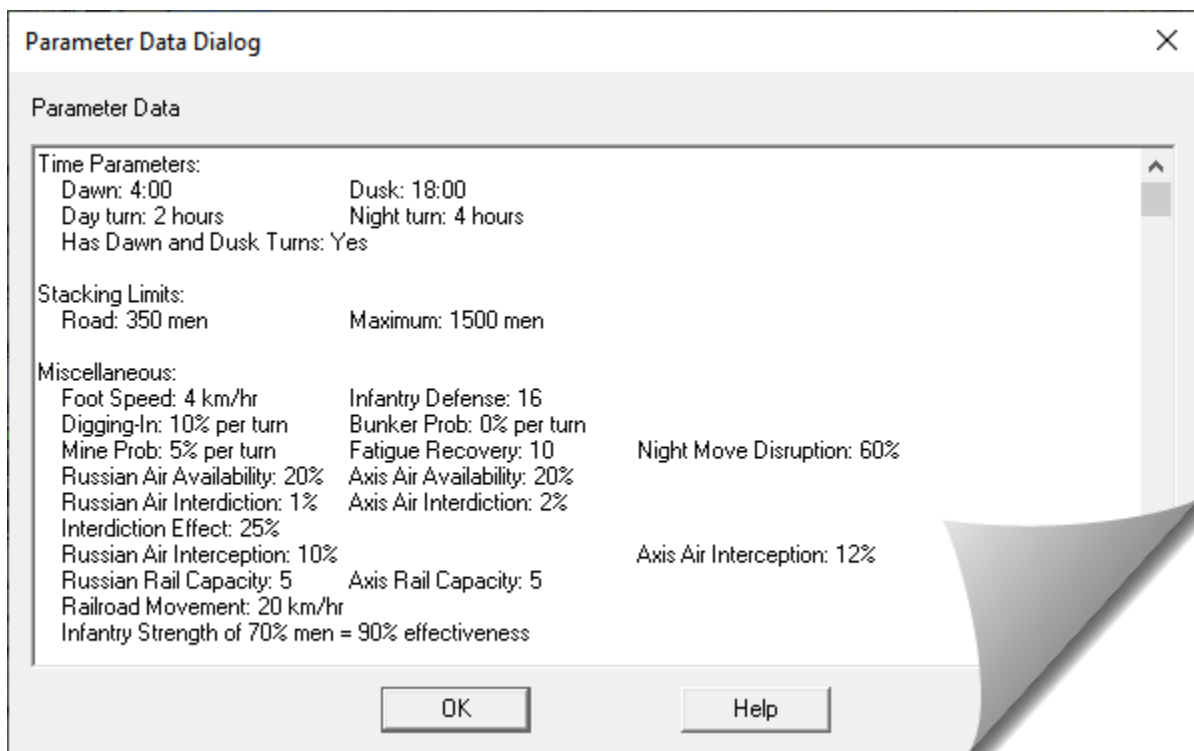 Parameter Data Dialog
Parameter Data
Time Parameters:
Dawn: 4:00 Dusk: 18:00
Day turn: 2 hours Night turn: 4 hours
Has Dawn and Dusk Turns: Yes
Stacking Limits:
Road: 350 men Maximum: 1500 men
Miscellaneous:
Foot Speed: 4 km/hr Infantry Defense: 16
Digging-In: 10% per turn Bunker Prob: 0% per turn
Mine Prob: 5% per turn Fatigue Recovery: 10 Night Move Disruption: 60%
Russian Air Availability: 20% Axis Air Availability: 20%
Russian Air Interdiction: 1% Axis Air Interdiction: 2%
Interdiction Effect: 25%
Russian Air Interception: 10% Axis Air Interception: 12%
Russian Rail Capacity: 5 Axis Rail Capacity: 5
Railroad Movement: 20 km/hr
Infantry Strength of 70% men = 90% effectiveness
OK Help